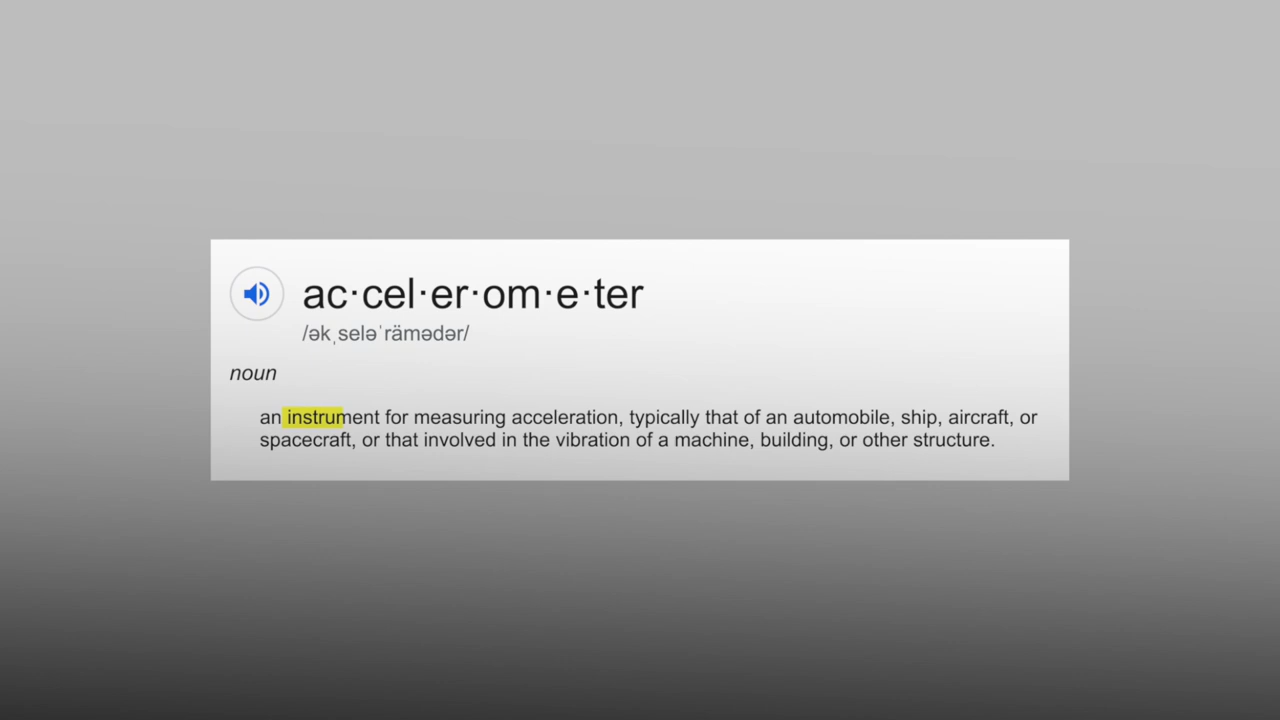 ac·cel·er·om·e·ter
/əkˌseləˈrämədər/
noun
an instrument for measuring acceleration, typically that of an automobile, ship, aircraft, or
spacecraft, or that involved in the vibration of a machine, building, or other structure.